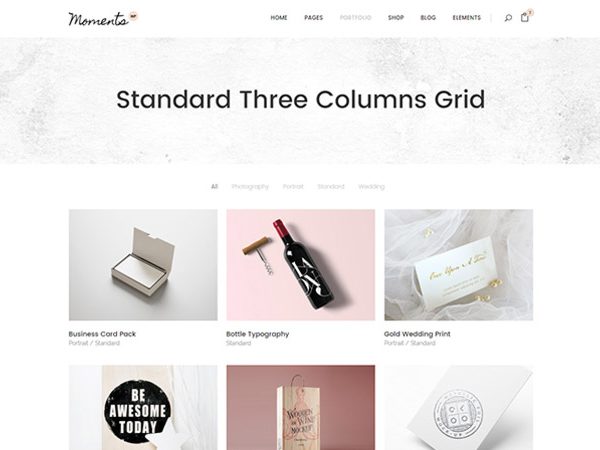 Moments
HOME PAGES PORTFOLIO SHOP BLOG ELEMENTS
Standard Three Columns Grid
All Photography Portrait Standard Wedding
Business Card Pack
Portrait / Standard
Bottle Typography
Standard
Once Upon A Time
Gold Wedding Print
Portrait / Standard
BE
AWESOME
TODAY
WOODEN
WINE
MOCKUP